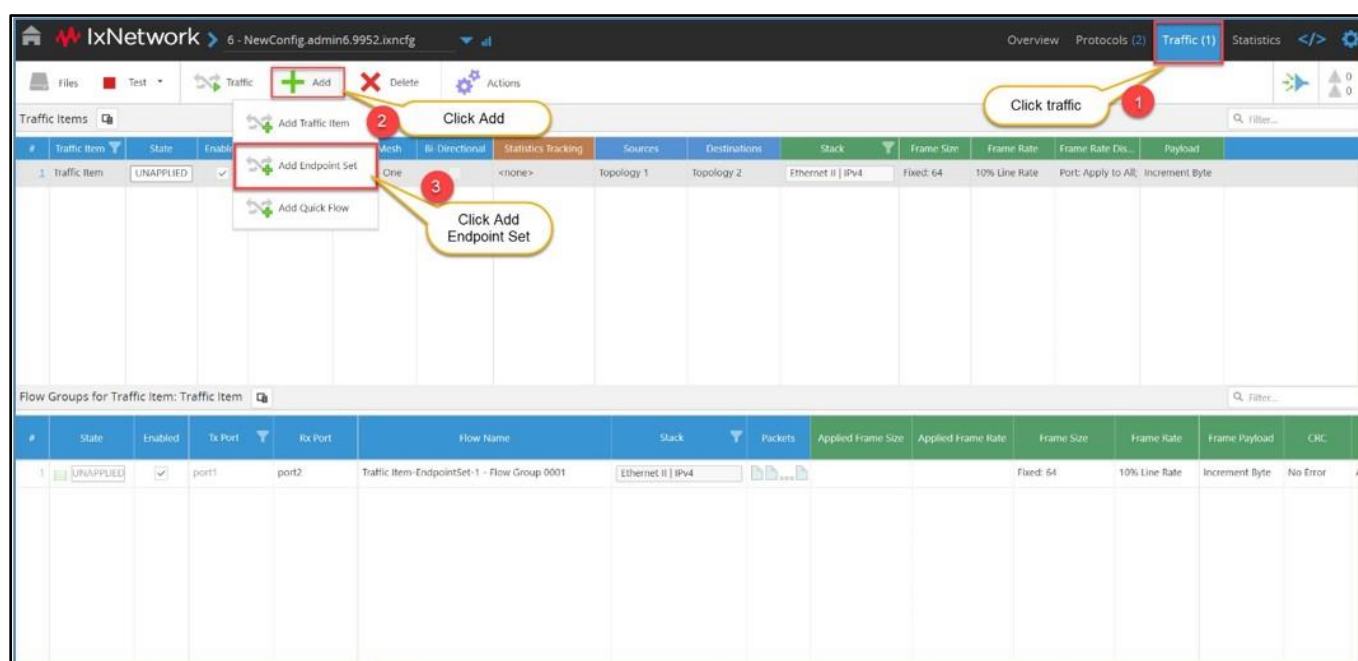 IxNetwork > 6 - NewConfig.admin6.9952.ixncfg Overview Protocols (2) Traffic (1) Statistics </>
Files Test Traffic Add Delete Actions 0
0
Click traffic 1
Traffic Items 2 Click Add Filter...
Add Traffic Item
# Traffic Item State Mesh Bi-Directional Statistics Tracking Sources Destinations Stack Frame Size Frame Rate Frame Rate Dis... Payload
1 Traffic Item UNAPPLIED One <none> Topology 1 Topology 2 Ethernet II | IPv4 Fixed: 64 10% Line Rate Port: Apply to All; Increment Byte
Add Endpoint Set
3
Add Quick Flow
Click Add
Endpoint Set
Flow Groups for Traffic Item: Traffic Item Filter...
# State Enabled Tx Port Rx Port Flow Name Stack Packets Applied Frame Size Applied Frame Rate Frame Size Frame Rate Frame Payload CRC
1 UNAPPLIED port1 port2 Traffic Item-EndpointSet-1 - Flow Group 0001 Ethernet II | IPv4 ... Fixed: 64 10% Line Rate Increment Byte No Error